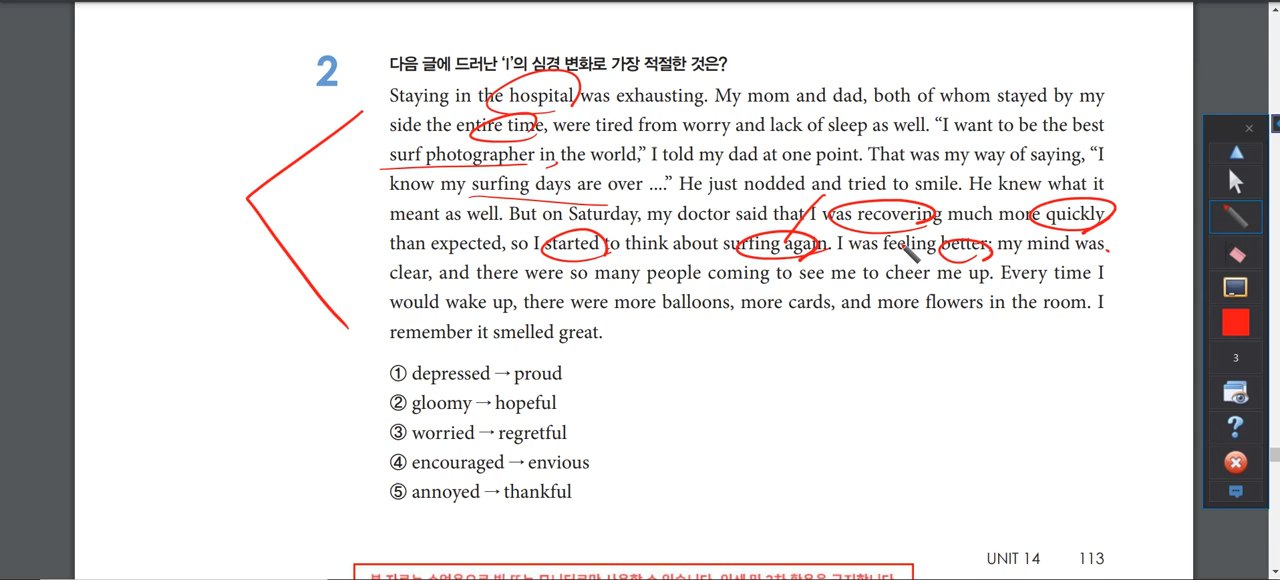 2
다음 글에 드러난 ‘I’의 심경 변화로 가장 적절한 것은?
Staying in the hospital was exhausting. My mom and dad, both of whom stayed by my
side the entire time, were tired from worry and lack of sleep as well. “I want to be the best
surf photographer in the world,” I told my dad at one point. That was my way of saying, “I
know my surfing days are over ....” He just nodded and tried to smile. He knew what it
meant as well. But on Saturday, my doctor said that I was recovering much more quickly
than expected, so I started to think about surfing again. I was feeling better; my mind was
clear, and there were so many people coming to see me to cheer me up. Every time I
would wake up, there were more balloons, more cards, and more flowers in the room. I
remember it smelled great.
① depressed → proud
② gloomy → hopeful
③ worried → regretful
④ encouraged → envious
⑤ annoyed → thankful
UNIT 14 113
3